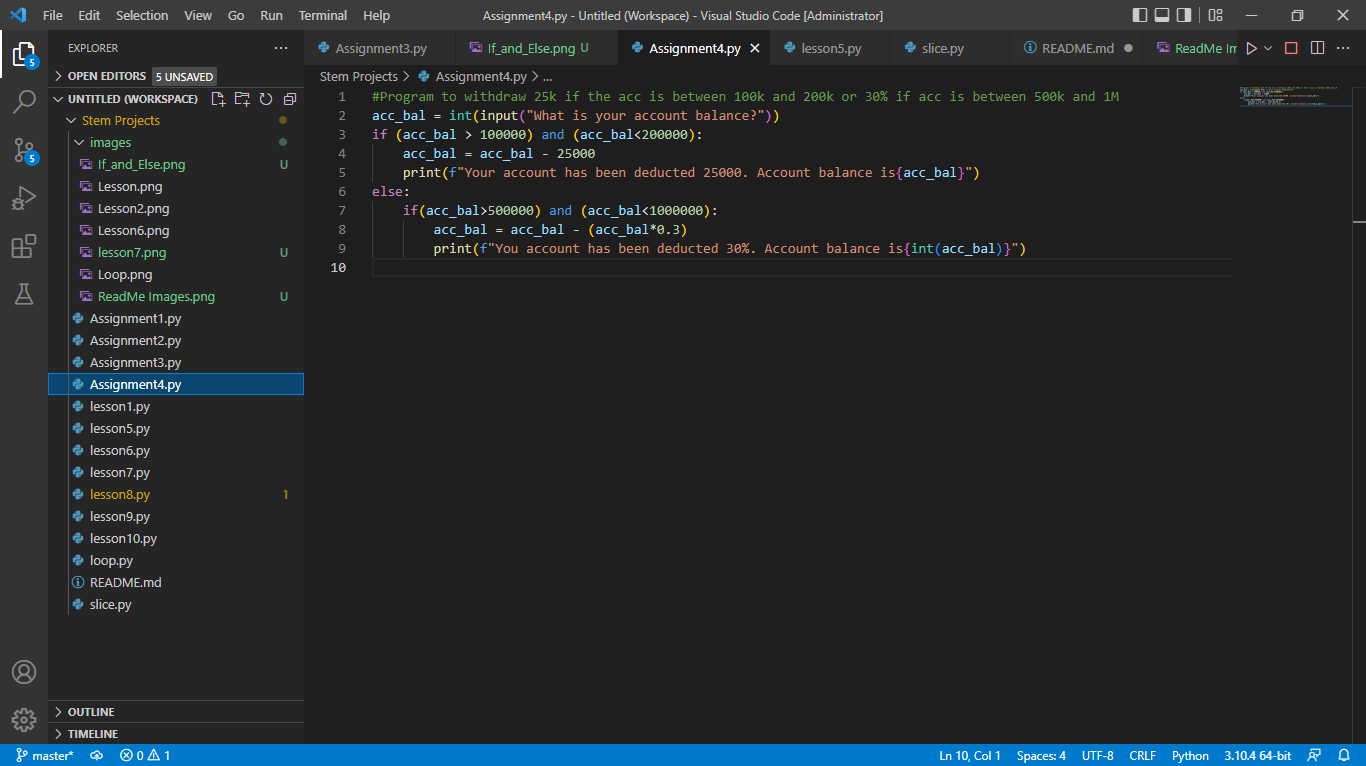 File Edit Selection View Go Run Terminal Help Assignment4.py - Untitled (Workspace) - Visual Studio Code [Administrator]
EXPLORER
OPEN EDITORS 5 UNSAVED
UNTITLED (WORKSPACE)
Stem Projects
images
If_and_Else.png U
Lesson.png
Lesson2.png
Lesson6.png
lesson7.png U
Loop.png
ReadMe Images.png U
Assignment1.py
Assignment2.py
Assignment3.py
Assignment4.py
lesson1.py
lesson5.py
lesson6.py
lesson7.py
lesson8.py 1
lesson9.py
lesson10.py
loop.py
README.md
slice.py
OUTLINE
TIMELINE
5
5
Assignment3.py If_and_Else.png U Assignment4.py lesson5.py slice.py README.md ReadMe Im
Stem Projects > Assignment4.py > ...
1 #Program to withdraw 25k if the acc is between 100k and 200k or 30% if acc is between 500k and 1M
2 acc_bal = int(input("What is your account balance?"))
3 if (acc_bal > 100000) and (acc_bal<200000):
4 acc_bal = acc_bal - 25000
5 print(f"Your account has been deducted 25000. Account balance is{acc_bal}")
6 else:
7 if(acc_bal>500000) and (acc_bal<1000000):
8 acc_bal = acc_bal - (acc_bal*0.3)
9 print(f"You account has been deducted 30%. Account balance is{int(acc_bal)}")
10
master* 0 1 Ln 10, Col 1 Spaces: 4 UTF-8 CRLF Python 3.10.4 64-bit